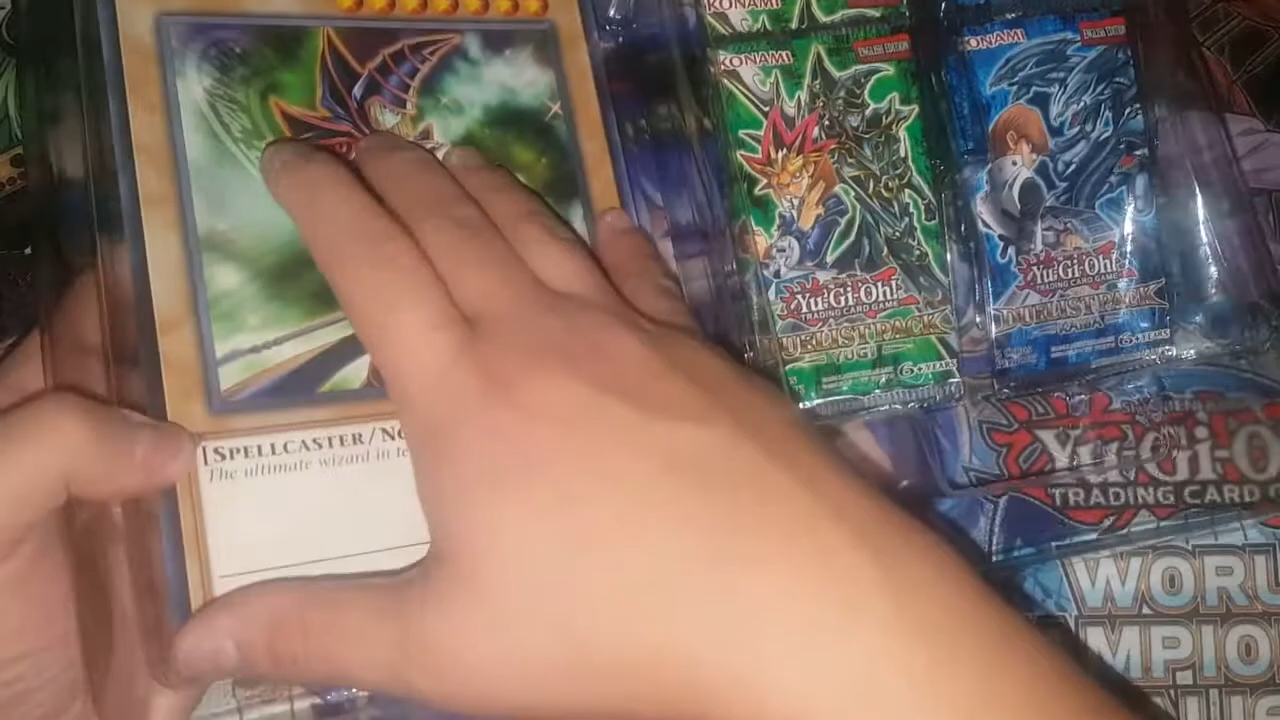 [SPELLCASTER/NO
The ultimate wizard in te
KONAMI
KONAMI
ENGLISH EDITION
Yu-Gi-Oh!
TRADING CARD GAME
DUELIST PACK
YUGI
6+YEARS
KONAMI
ENGLISH EDITION
Yu-Gi-Oh!
TRADING CARD GAME
DUELIST PACK
KAIBA
6+YEARS
Yu-Gi-O
TRADING CARD G
WORL
MPIO